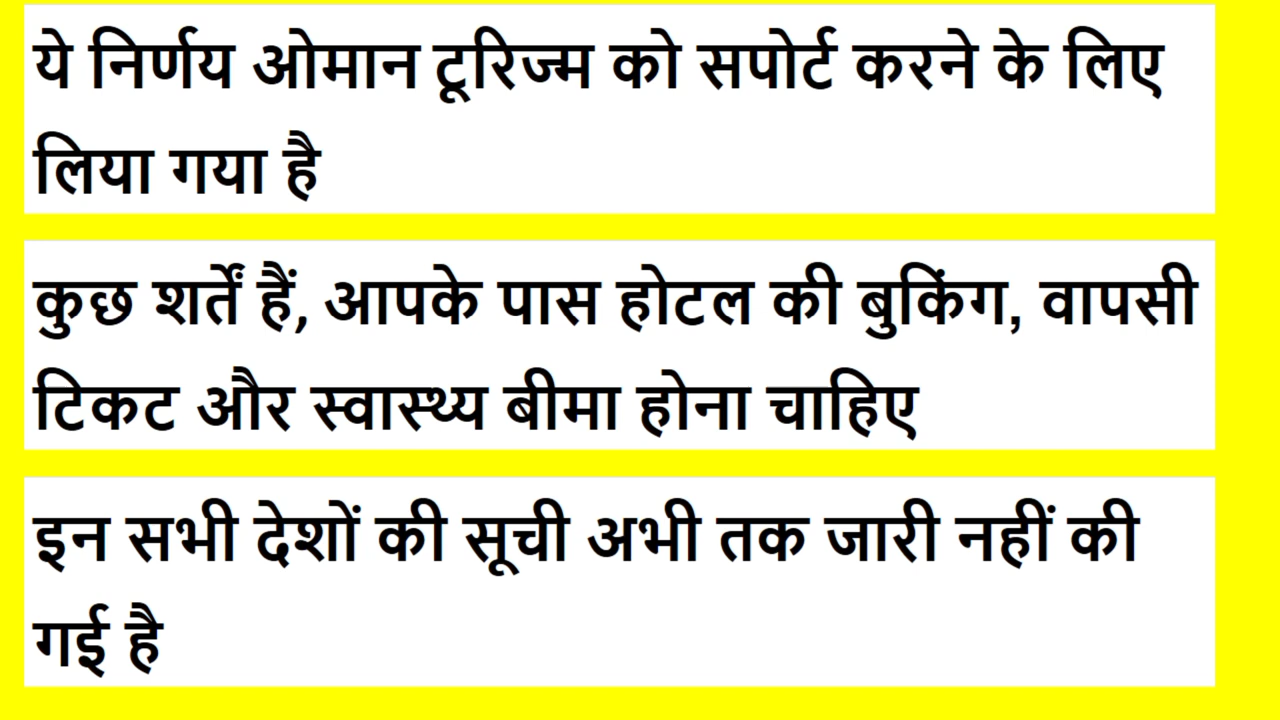 ये निर्णय ओमान टूरिज्म को सपोर्ट करने के लिए
लिया गया है
कुछ शर्तें हैं, आपके पास होटल की बुकिंग, वापसी
टिकट और स्वास्थ्य बीमा होना चाहिए
इन सभी देशों की सूची अभी तक जारी नहीं की
गई है